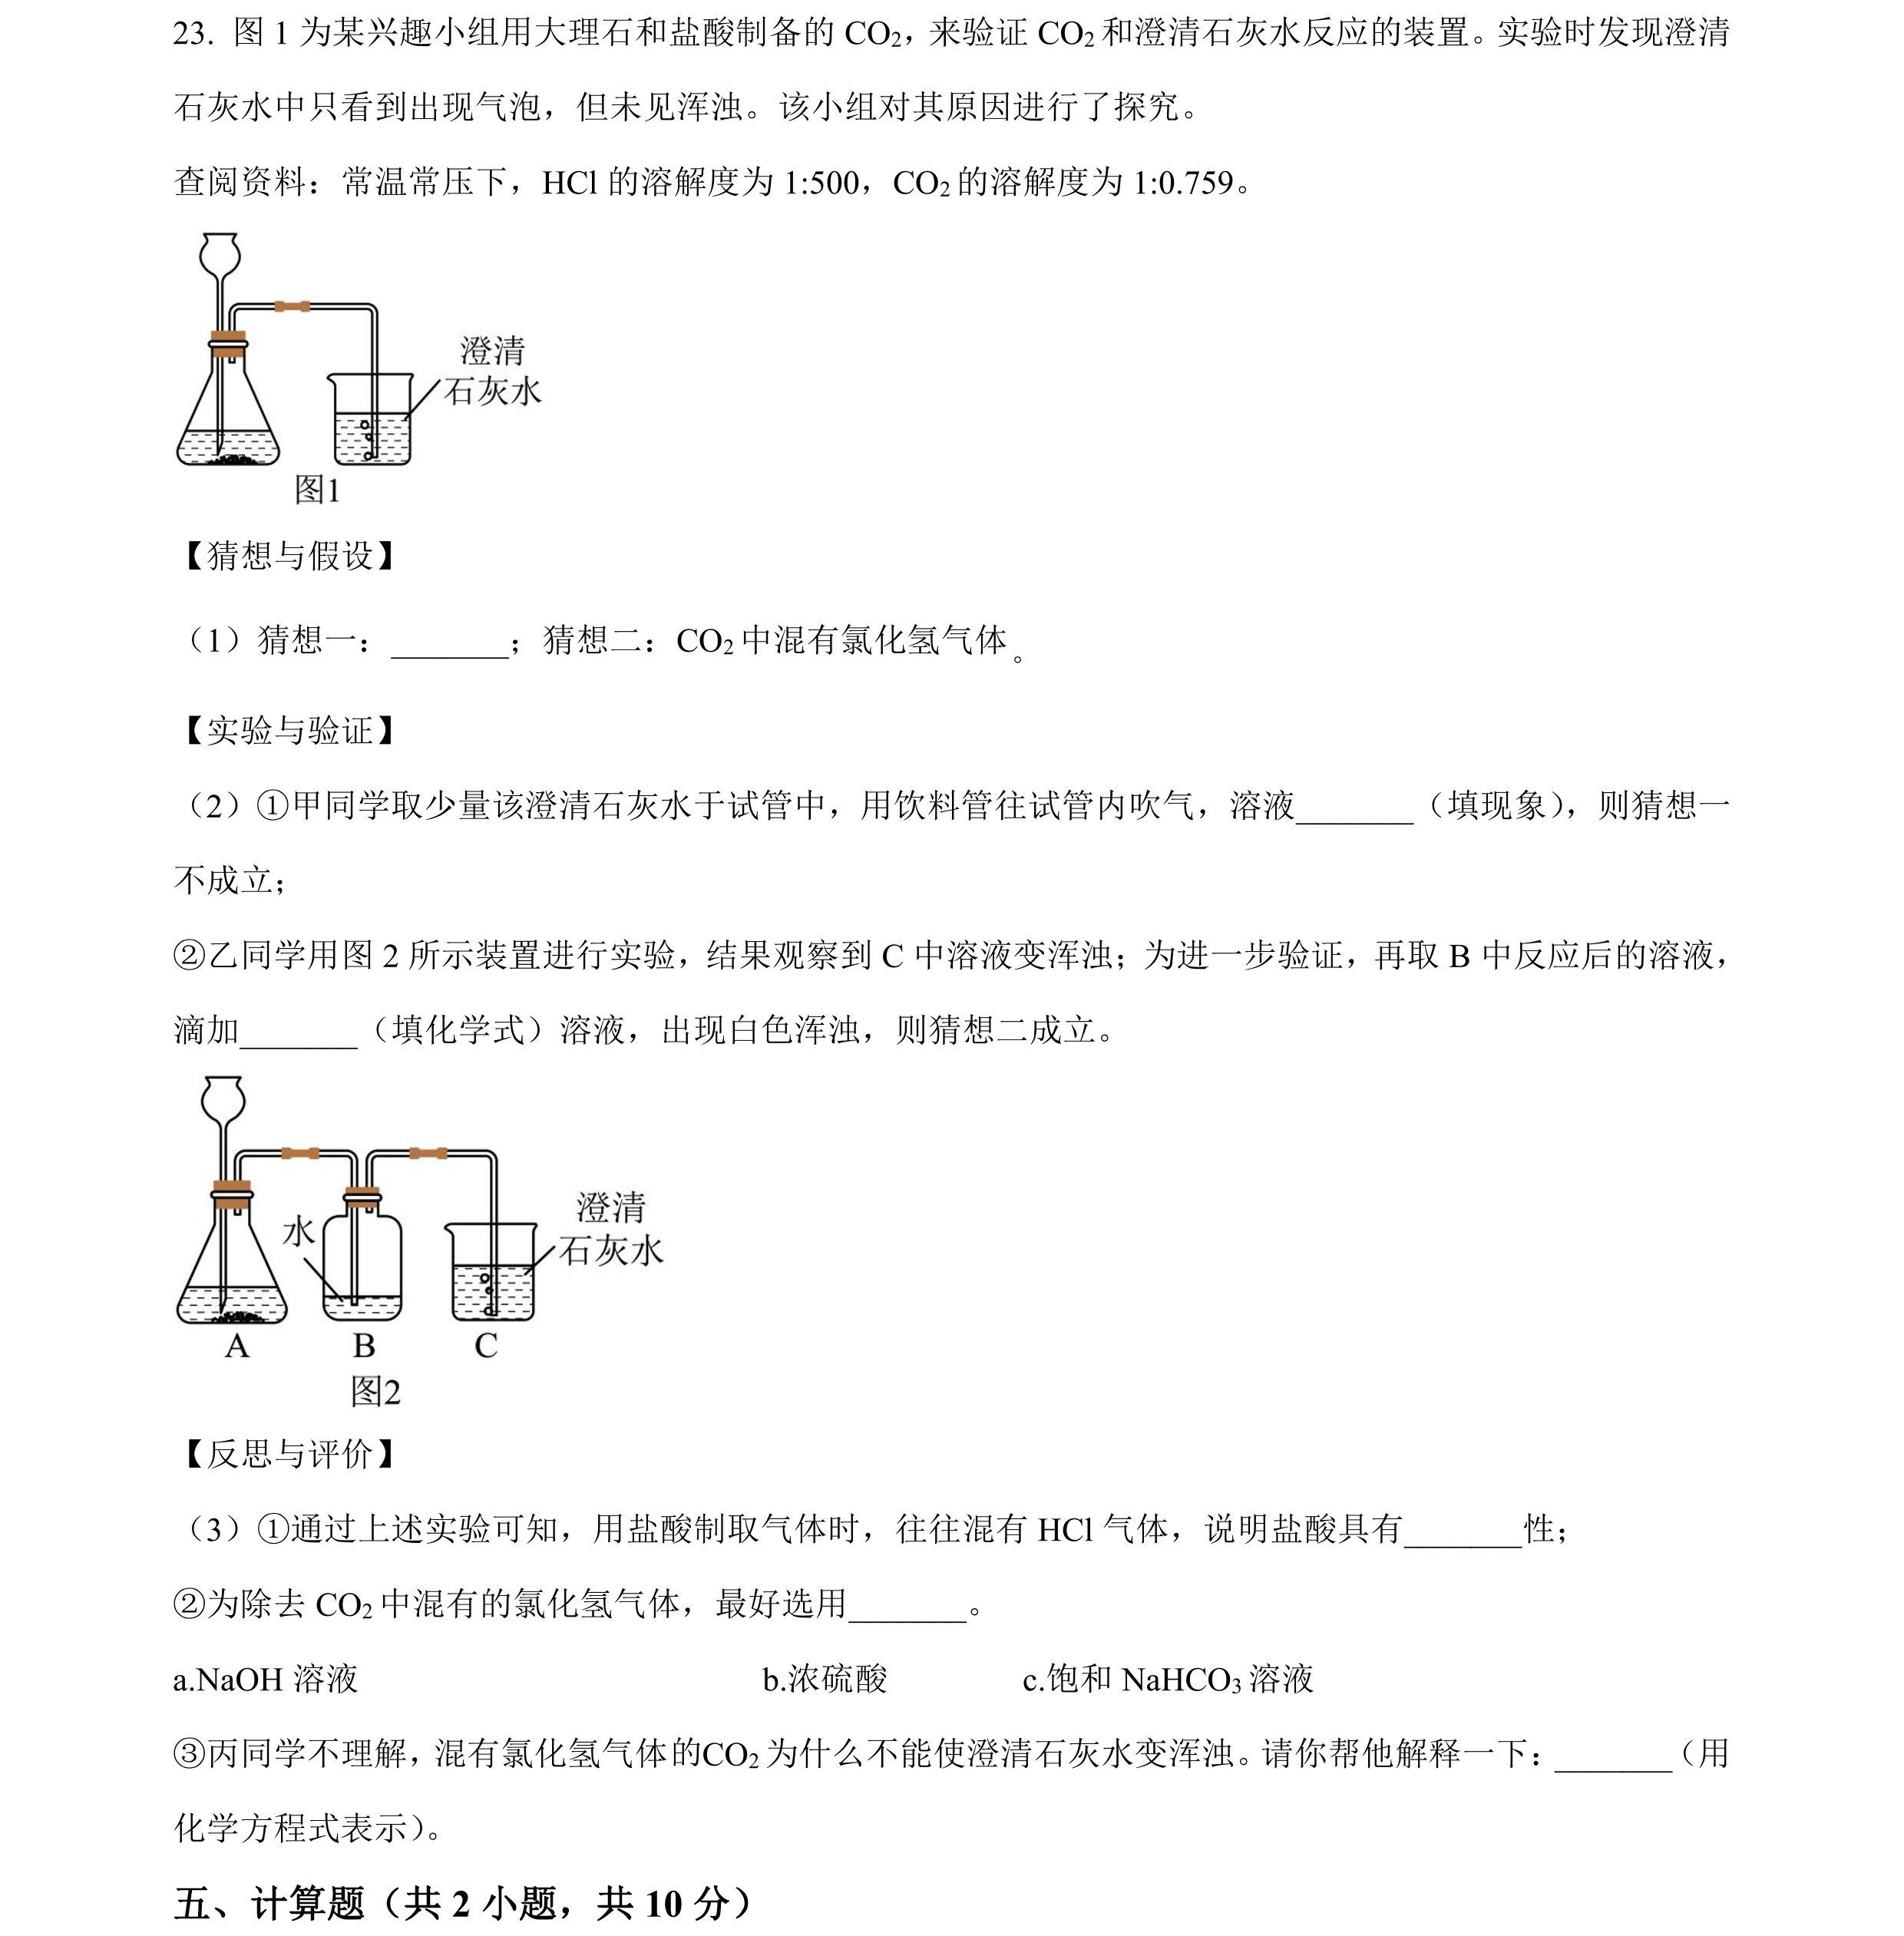 23. 图 1 为某兴趣小组用大理石和盐酸制备的 CO₂，来验证 CO₂ 和澄清石灰水反应的装置。实验时发现澄清
石灰水中只看到出现气泡，但未见浑浊。该小组对其原因进行了探究。
查阅资料：常温常压下，HCl 的溶解度为 1:500，CO₂ 的溶解度为 1:0.759。
澄清
石灰水
图1
【猜想与假设】
（1）猜想一：_______；猜想二：CO₂ 中混有氯化氢气体。
【实验与验证】
（2）①甲同学取少量该澄清石灰水于试管中，用饮料管往试管内吹气，溶液_______（填现象），则猜想一
不成立；
②乙同学用图 2 所示装置进行实验，结果观察到 C 中溶液变浑浊；为进一步验证，再取 B 中反应后的溶液，
滴加_______（填化学式）溶液，出现白色浑浊，则猜想二成立。
水
澄清
石灰水
A B C
图2
【反思与评价】
（3）①通过上述实验可知，用盐酸制取气体时，往往混有 HCl 气体，说明盐酸具有_______性；
②为除去 CO₂ 中混有的氯化氢气体，最好选用_______。
a.NaOH 溶液 b.浓硫酸 c.饱和 NaHCO₃ 溶液
③丙同学不理解，混有氯化氢气体的CO₂ 为什么不能使澄清石灰水变浑浊。请你帮他解释一下：_______（用
化学方程式表示）。
五、计算题（共 2 小题，共 10 分）